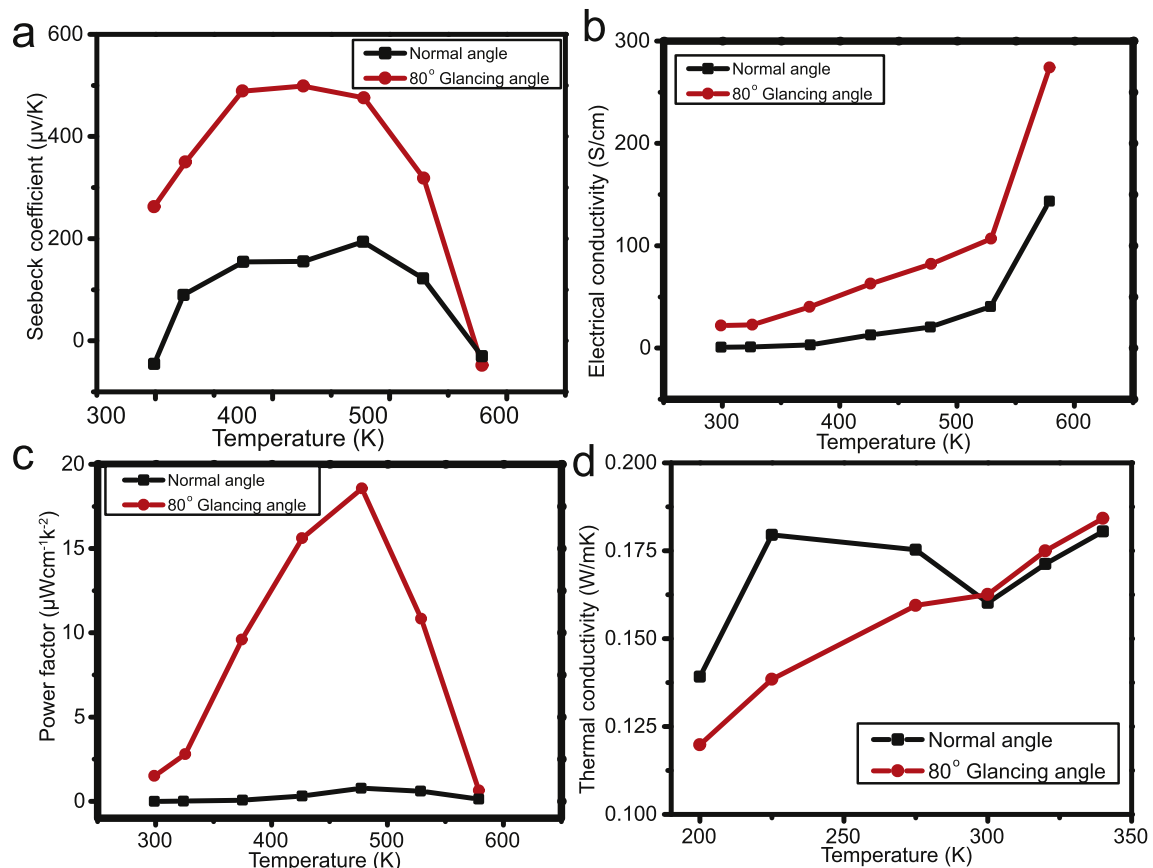 a
600
400
200
0
Seebeck coefficient (μv/K)
Normal angle
80° Glancing angle
300
400
500
600
Temperature (K)
b
300
200
100
0
Electrical conductivity (S/cm)
Normal angle
80° Glancing angle
300
400
500
600
Temperature (K)
c
20
15
10
5
0
Power factor (μWcm⁻¹k⁻²)
Normal angle
80° Glancing angle
300
400
500
600
Temperature (K)
d
0.200
0.175
0.150
0.125
0.100
Thermal conductivity (W/mK)
Normal angle
80° Glancing angle
200
250
300
350
Temperature (K)